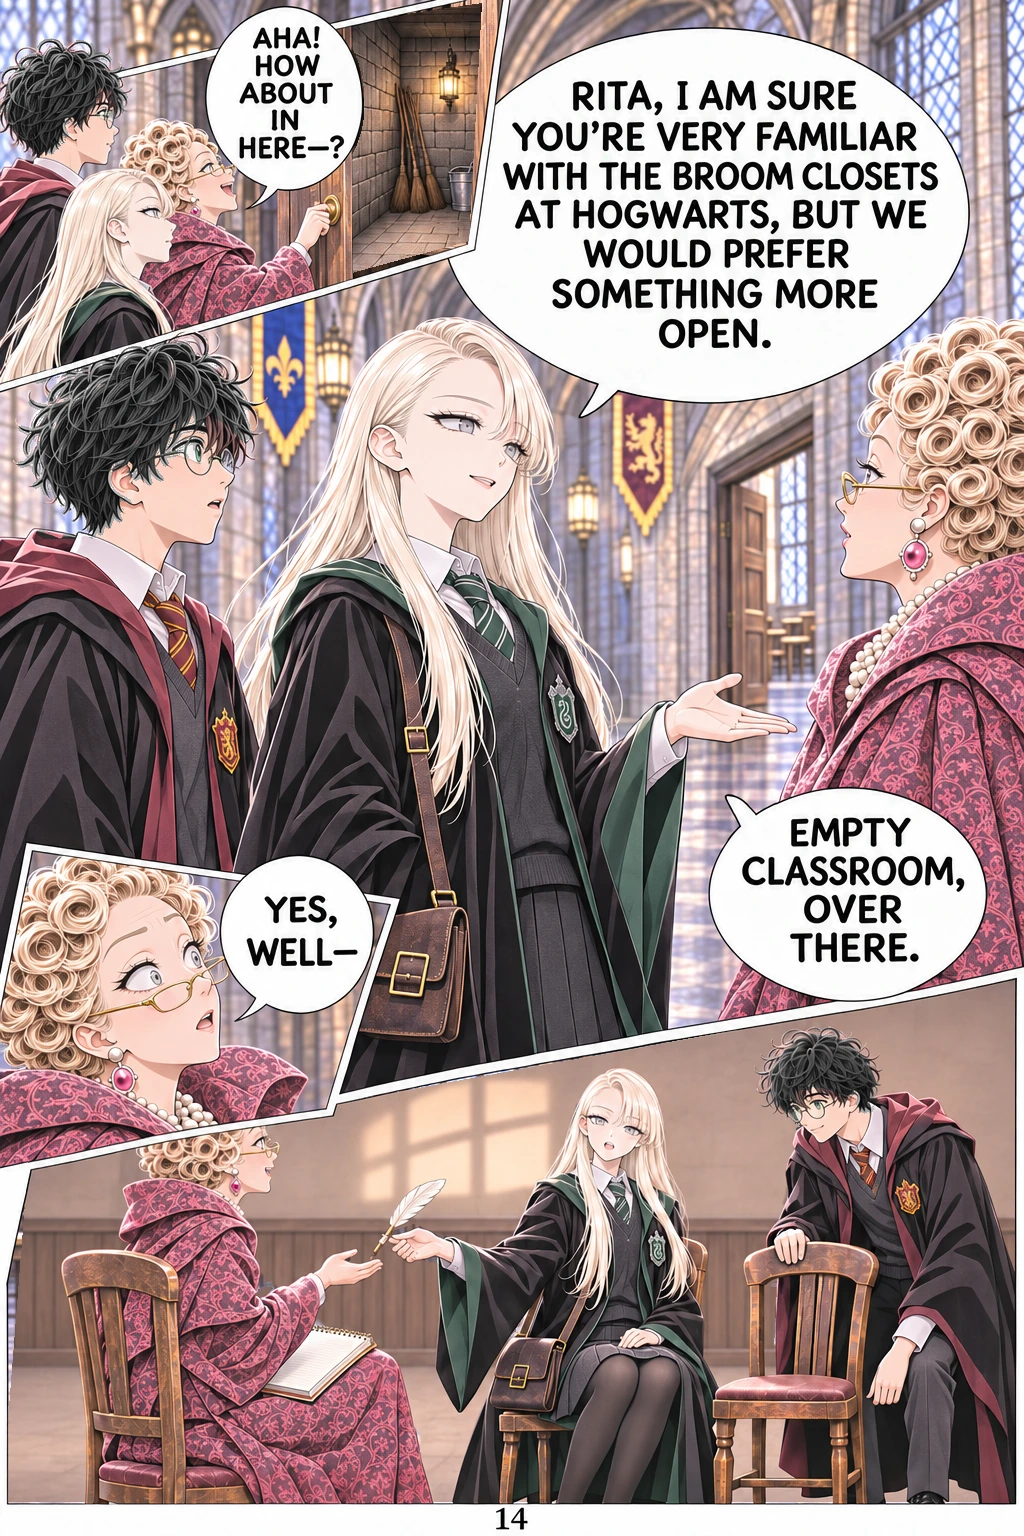 AHA!
HOW
ABOUT
IN
HERE—?
RITA, I AM SURE
YOU'RE VERY FAMILIAR
WITH THE BROOM CLOSETS
AT HOGWARTS, BUT WE
WOULD PREFER
SOMETHING MORE
OPEN.
EMPTY
CLASSROOM,
OVER
THERE.
YES,
WELL—
14